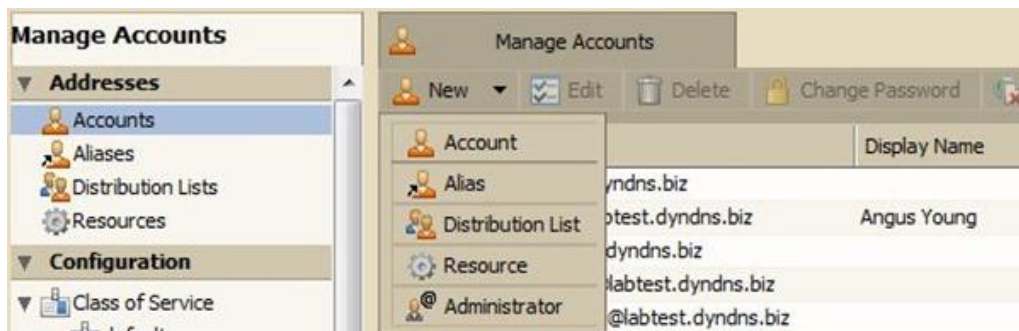 Manage Accounts
Addresses
Accounts
Aliases
Distribution Lists
Resources
Configuration
Class of Service
Manage Accounts
New Edit Delete Change Password
Account
Alias
Distribution List
Resource
Administrator
Display Name
yndns.biz
otest.dyndns.biz Angus Young
dyndns.biz
labtest.dyndns.biz
@labtest.dyndns.biz